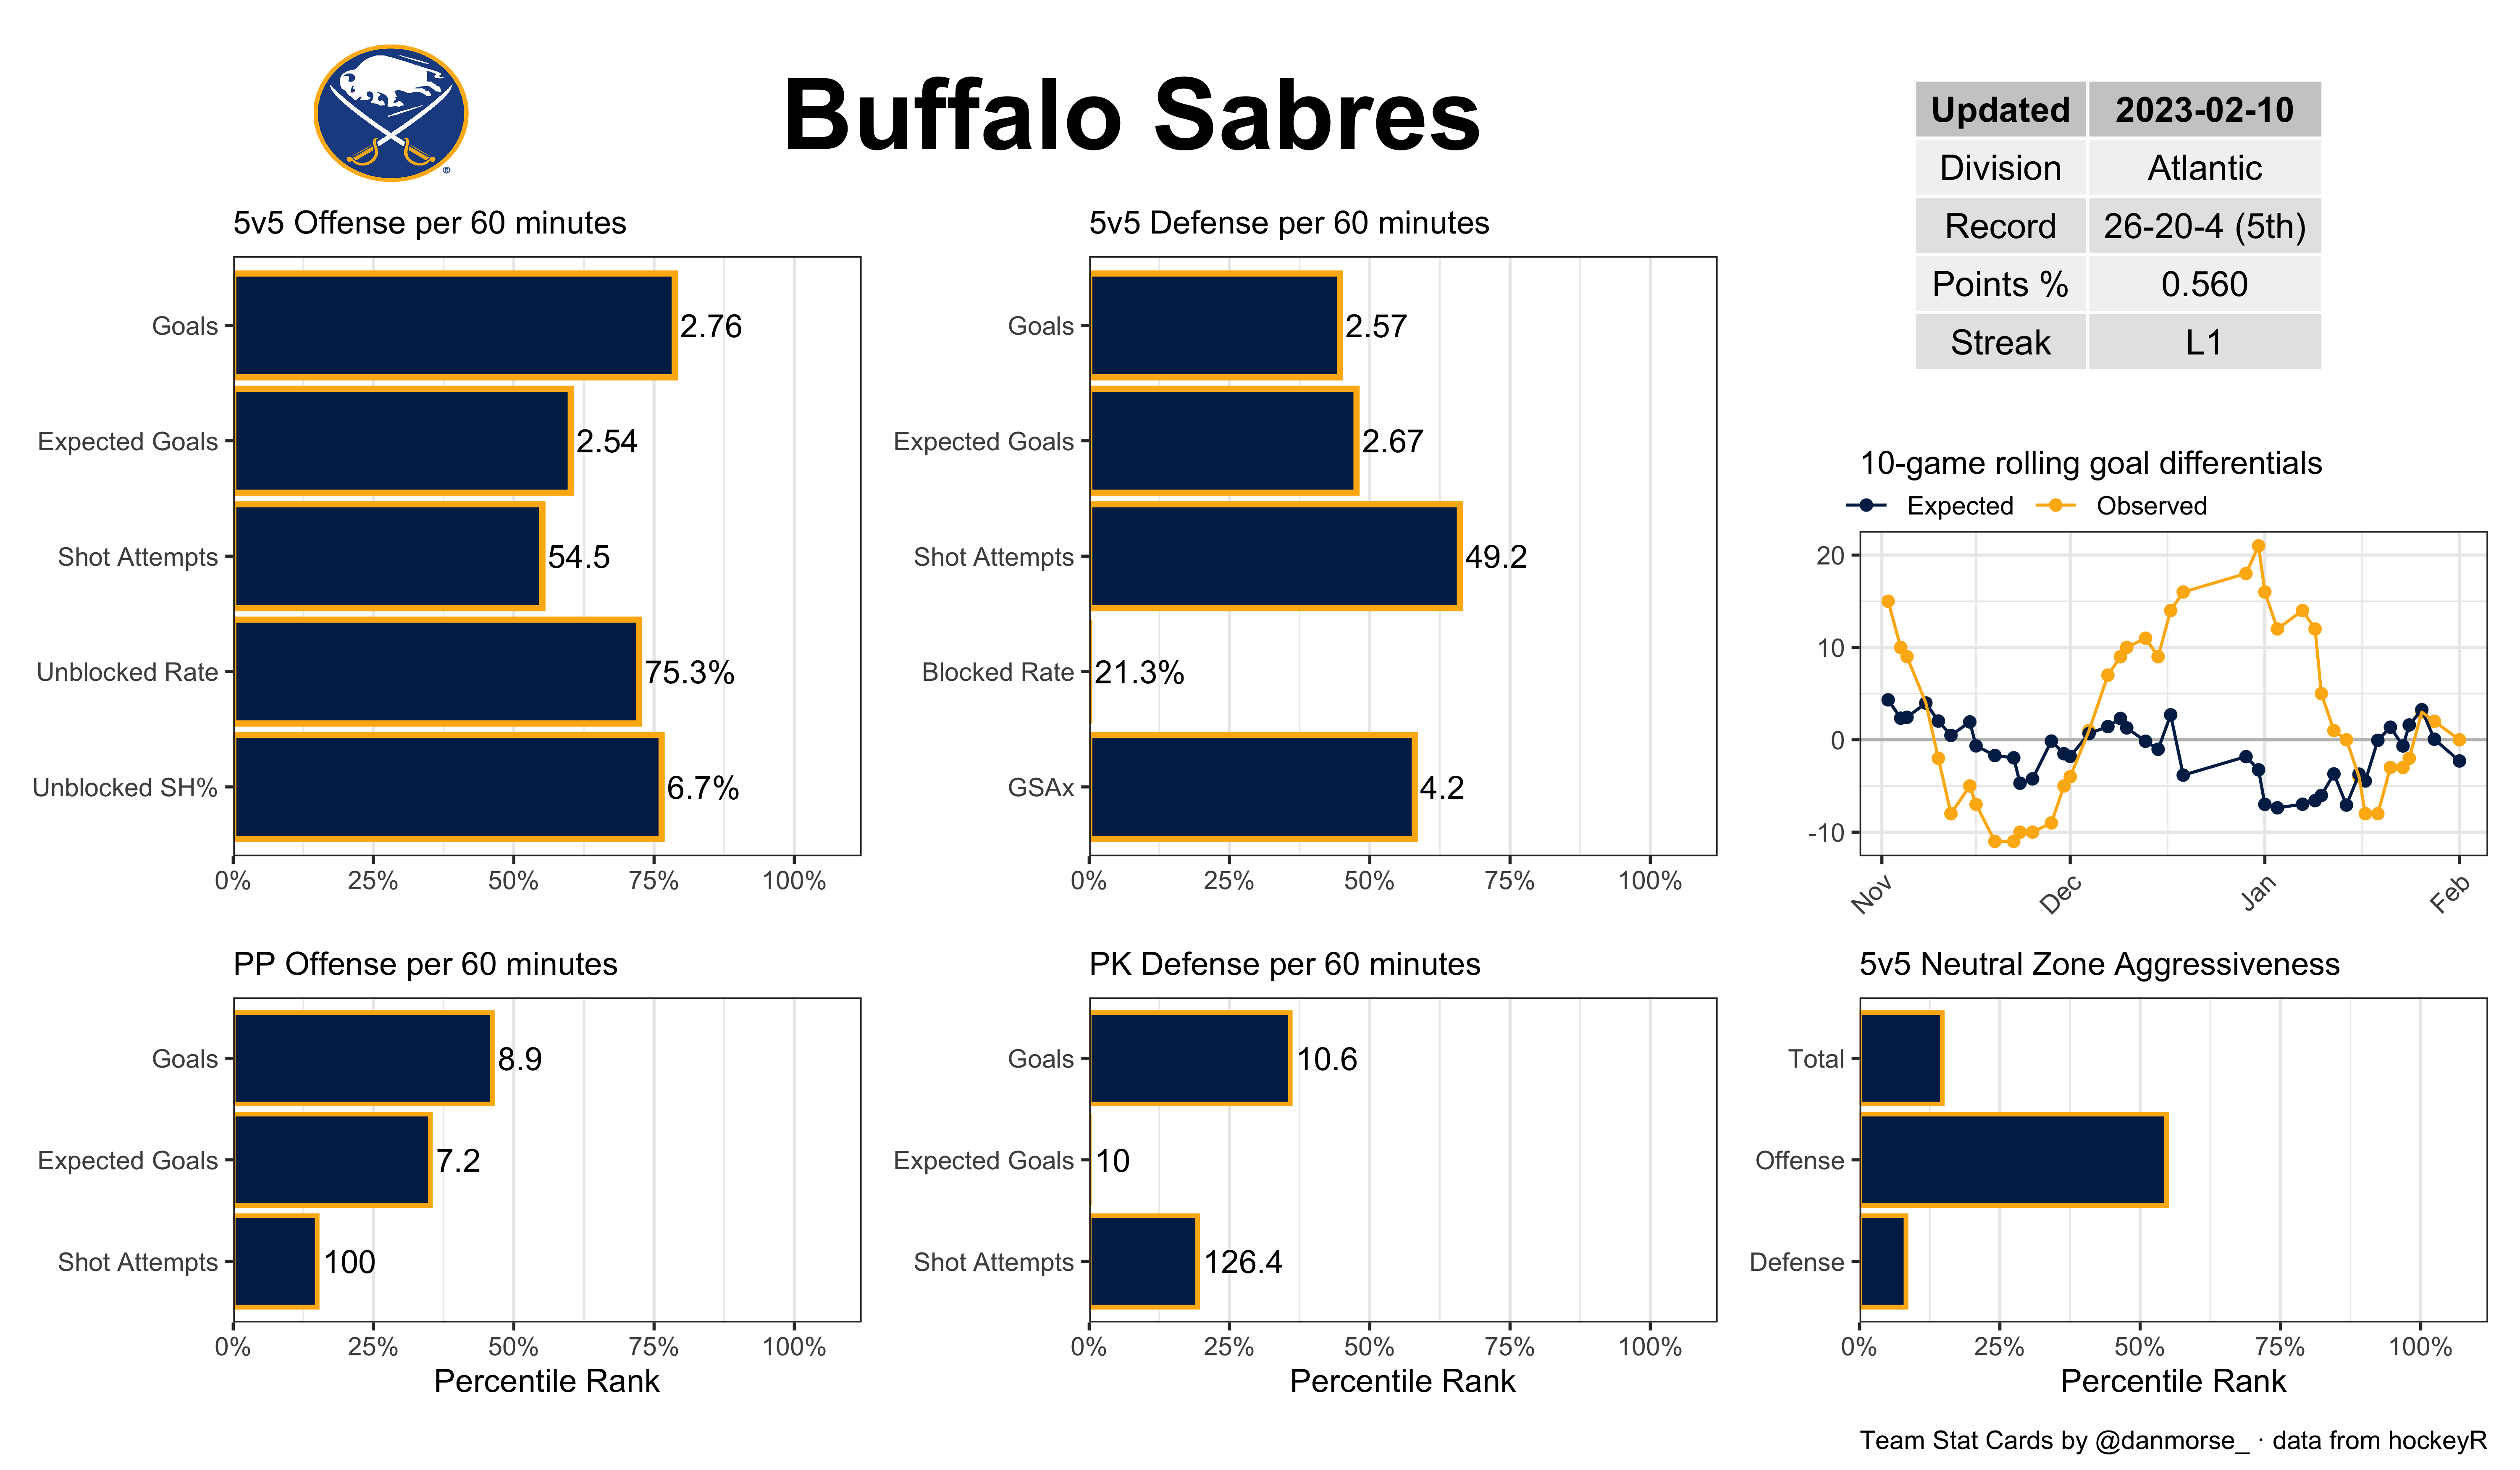 Buffalo Sabres
®
Updated 2023-02-10
Division Atlantic
Record 26-20-4 (5th)
Points % 0.560
Streak L1
5v5 Offense per 60 minutes
Goals 2.76
Expected Goals 2.54
Shot Attempts 54.5
Unblocked Rate 75.3%
Unblocked SH% 6.7%
0% 25% 50% 75% 100%
5v5 Defense per 60 minutes
Goals 2.57
Expected Goals 2.67
Shot Attempts 49.2
Blocked Rate 21.3%
GSAx 4.2
0% 25% 50% 75% 100%
10-game rolling goal differentials
Expected Observed
20
10
0
-10
Nov Dec Jan Feb
PP Offense per 60 minutes
Goals 8.9
Expected Goals 7.2
Shot Attempts 100
0% 25% 50% 75% 100%
Percentile Rank
PK Defense per 60 minutes
Goals 10.6
Expected Goals 10
Shot Attempts 126.4
0% 25% 50% 75% 100%
Percentile Rank
5v5 Neutral Zone Aggressiveness
Total
Offense
Defense
0% 25% 50% 75% 100%
Percentile Rank
Team Stat Cards by @danmorse_ · data from hockeyR